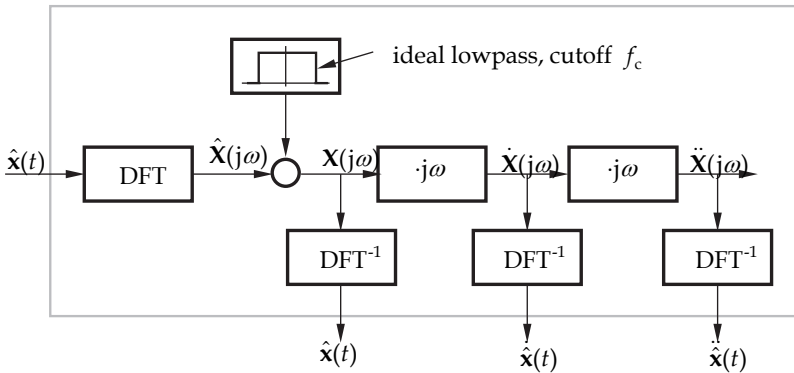 ideal lowpass, cutoff f_c
x̂(t)
DFT
X̂(jω)
X(jω)
·jω
Ẋ(jω)
·jω
Ẍ(jω)
DFT⁻¹
DFT⁻¹
DFT⁻¹
x̂(t)
x̂̇(t)
x̂̈(t)